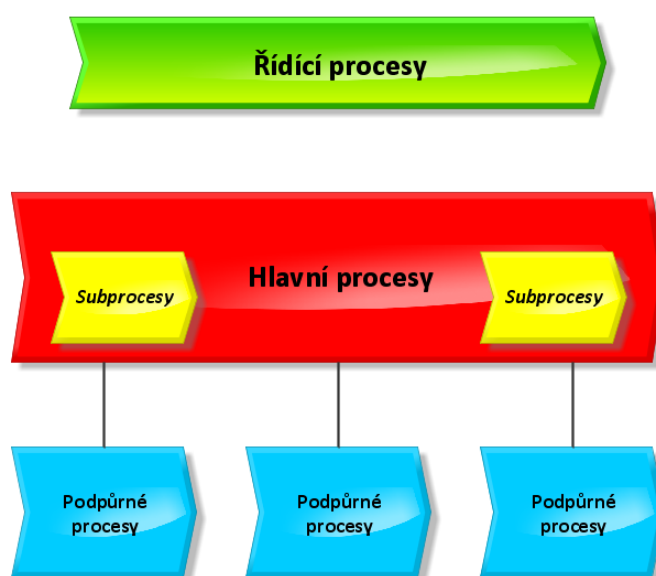 Řídící procesy
Hlavní procesy
Subprocesy
Subprocesy
Podpůrné
procesy
Podpůrné
procesy
Podpůrné
procesy